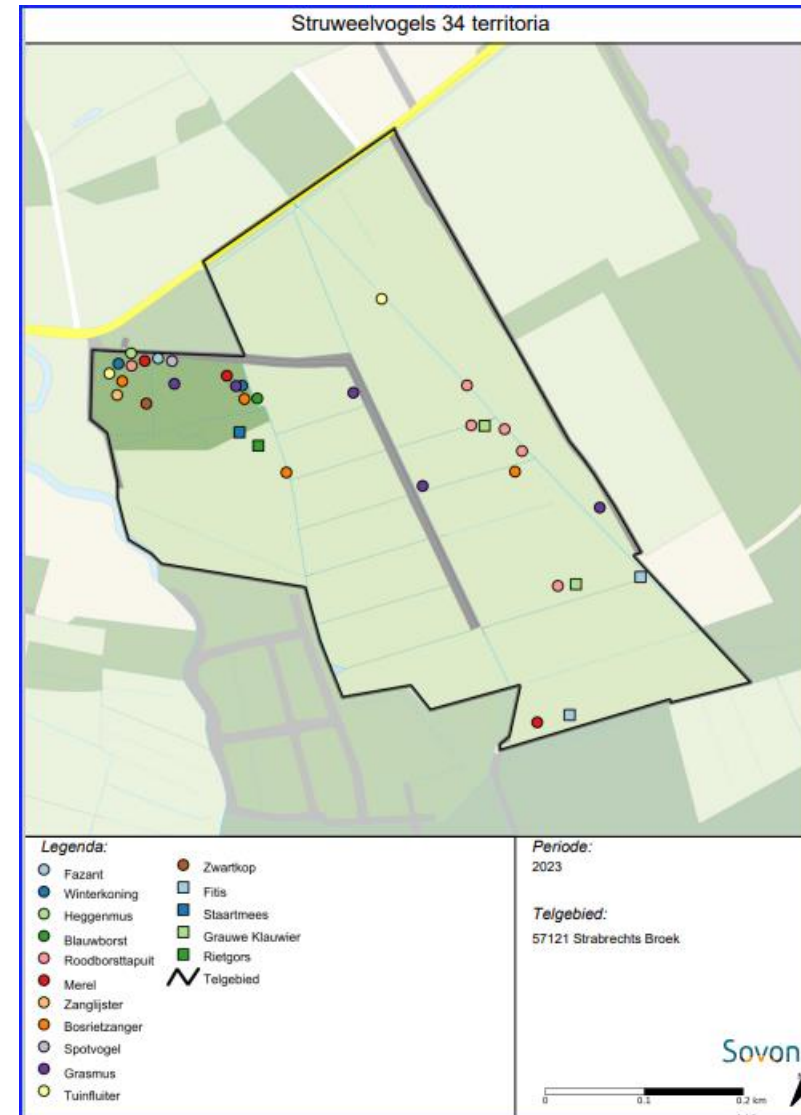 Struweelvogels 34 territoria
Legenda:
Fazant
Winterkoning
Heggenmus
Blauwborst
Roodborsttapuit
Merel
Zanglijster
Bosrietzanger
Spotvogel
Grasmus
Tuinfluiter
Zwartkop
Fitis
Staartmees
Grauwe Klauwier
Rietgors
Telgebied
Periode:
2023
Telgebied:
57121 Strabrechts Broek
Sovon
0 0.1 0.2 km